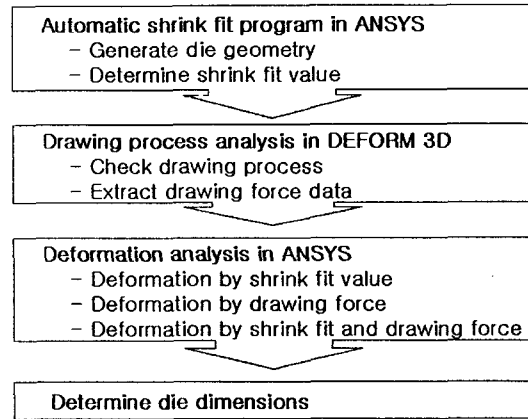 Automatic shrink fit program in ANSYS
– Generate die geometry
– Determine shrink fit value
Drawing process analysis in DEFORM 3D
– Check drawing process
– Extract drawing force data
Deformation analysis in ANSYS
– Deformation by shrink fit value
– Deformation by drawing force
– Deformation by shrink fit and drawing force
Determine die dimensions